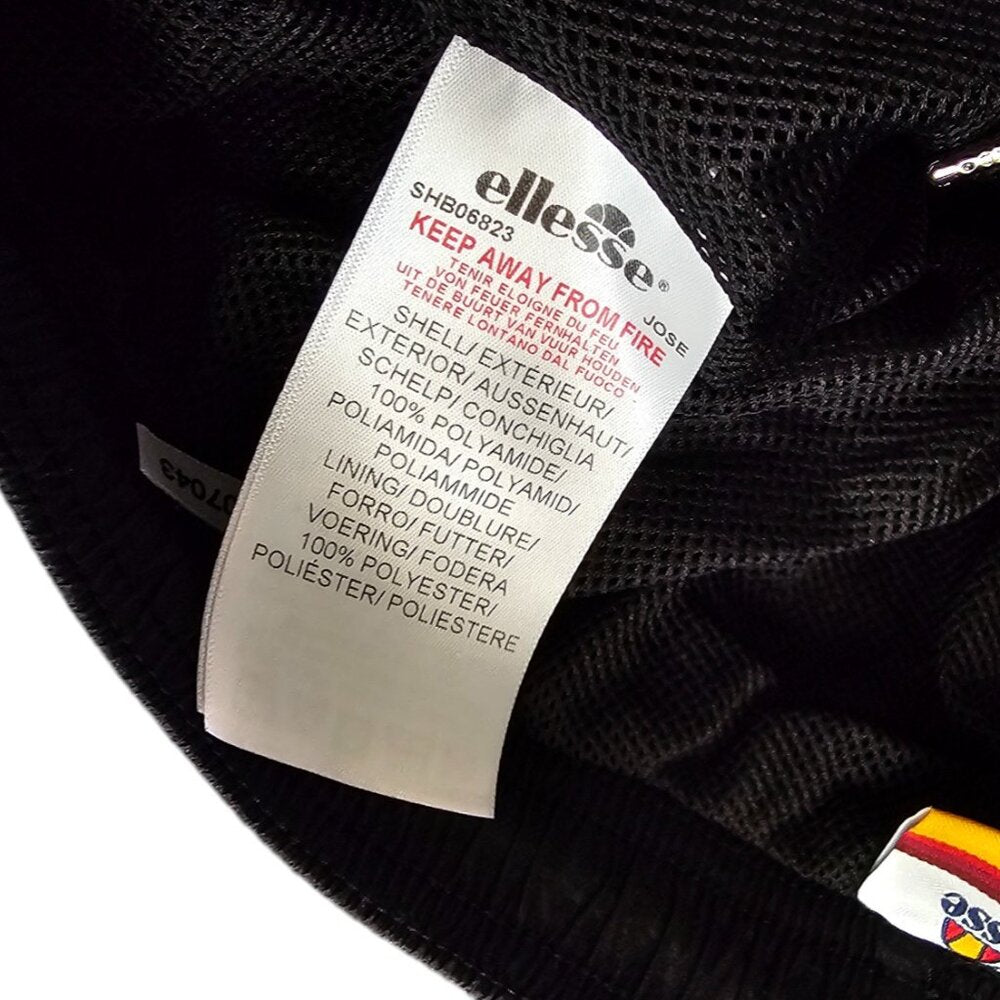 ellesse®
SHB06823
JOSE
KEEP AWAY FROM FIRE
TENIR ELOIGNE DU FEU
VON FEUER FERNHALTEN
UIT DE BUURT VAN VUUR HOUDEN
TENERE LONTANO DAL FUOCO
SHELL/EXTÉRIEUR/
EXTERIOR/AUSSENHAUT/
SCHELP/CONCHIGLIA
100% POLYAMIDE/
POLIAMIDA/POLYAMID/
POLIAMMIDE
LINING/DOUBLURE/
FORRO/FUTTER/
VOERING/FODERA
100% POLYESTER/
POLIÉSTER/POLIESTERE
7043
sse